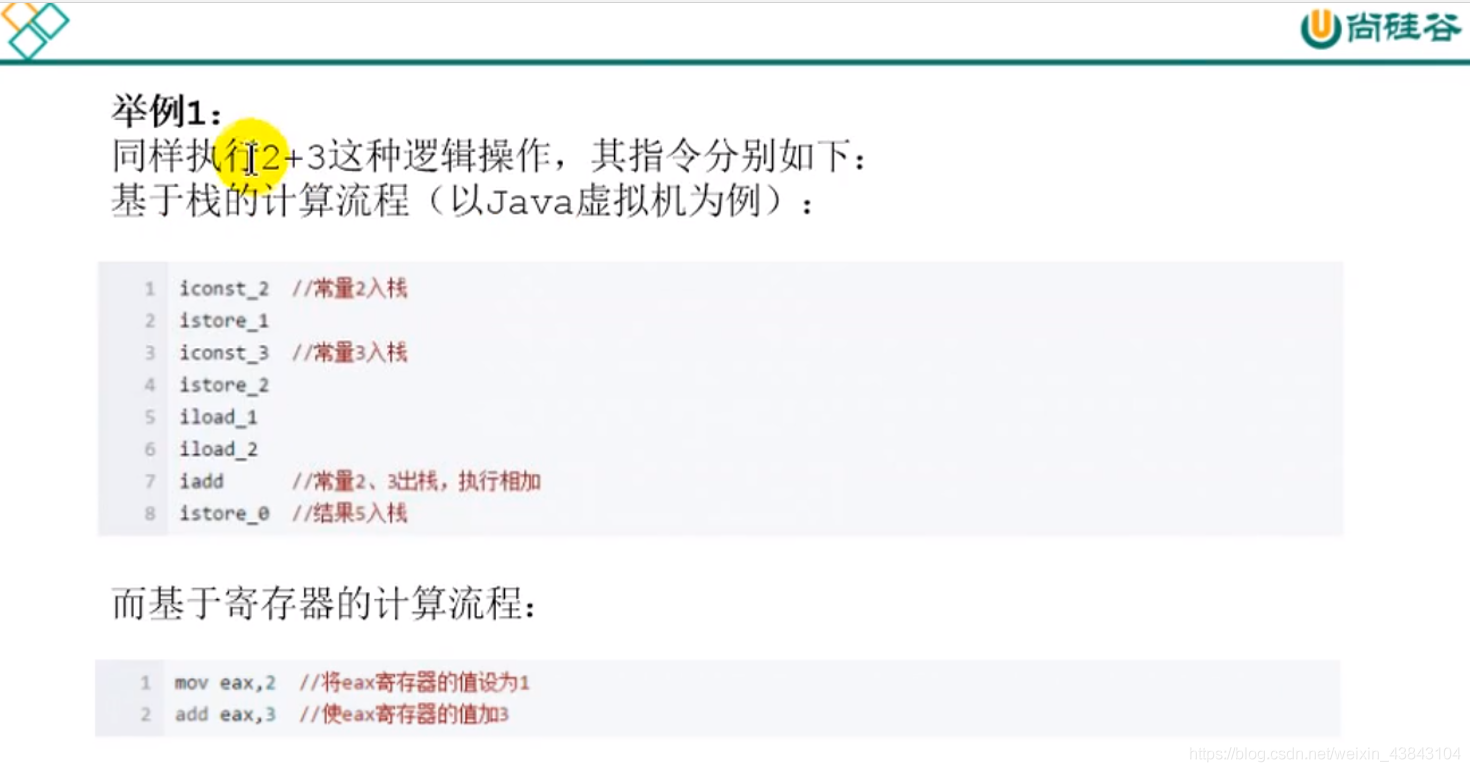 尚硅谷
举例1：
同样执行2+3这种逻辑操作，其指令分别如下：
基于栈的计算流程（以Java虚拟机为例）：
1 iconst_2 //常量2入栈
2 istore_1
3 iconst_3 //常量3入栈
4 istore_2
5 iload_1
6 iload_2
7 iadd //常量2、3出栈，执行相加
8 istore_0 //结果5入栈
而基于寄存器的计算流程：
1 mov eax,2 //将eax寄存器的值设为1
2 add eax,3 //使eax寄存器的值加3
https://blog.csdn.net/weixin_43843104